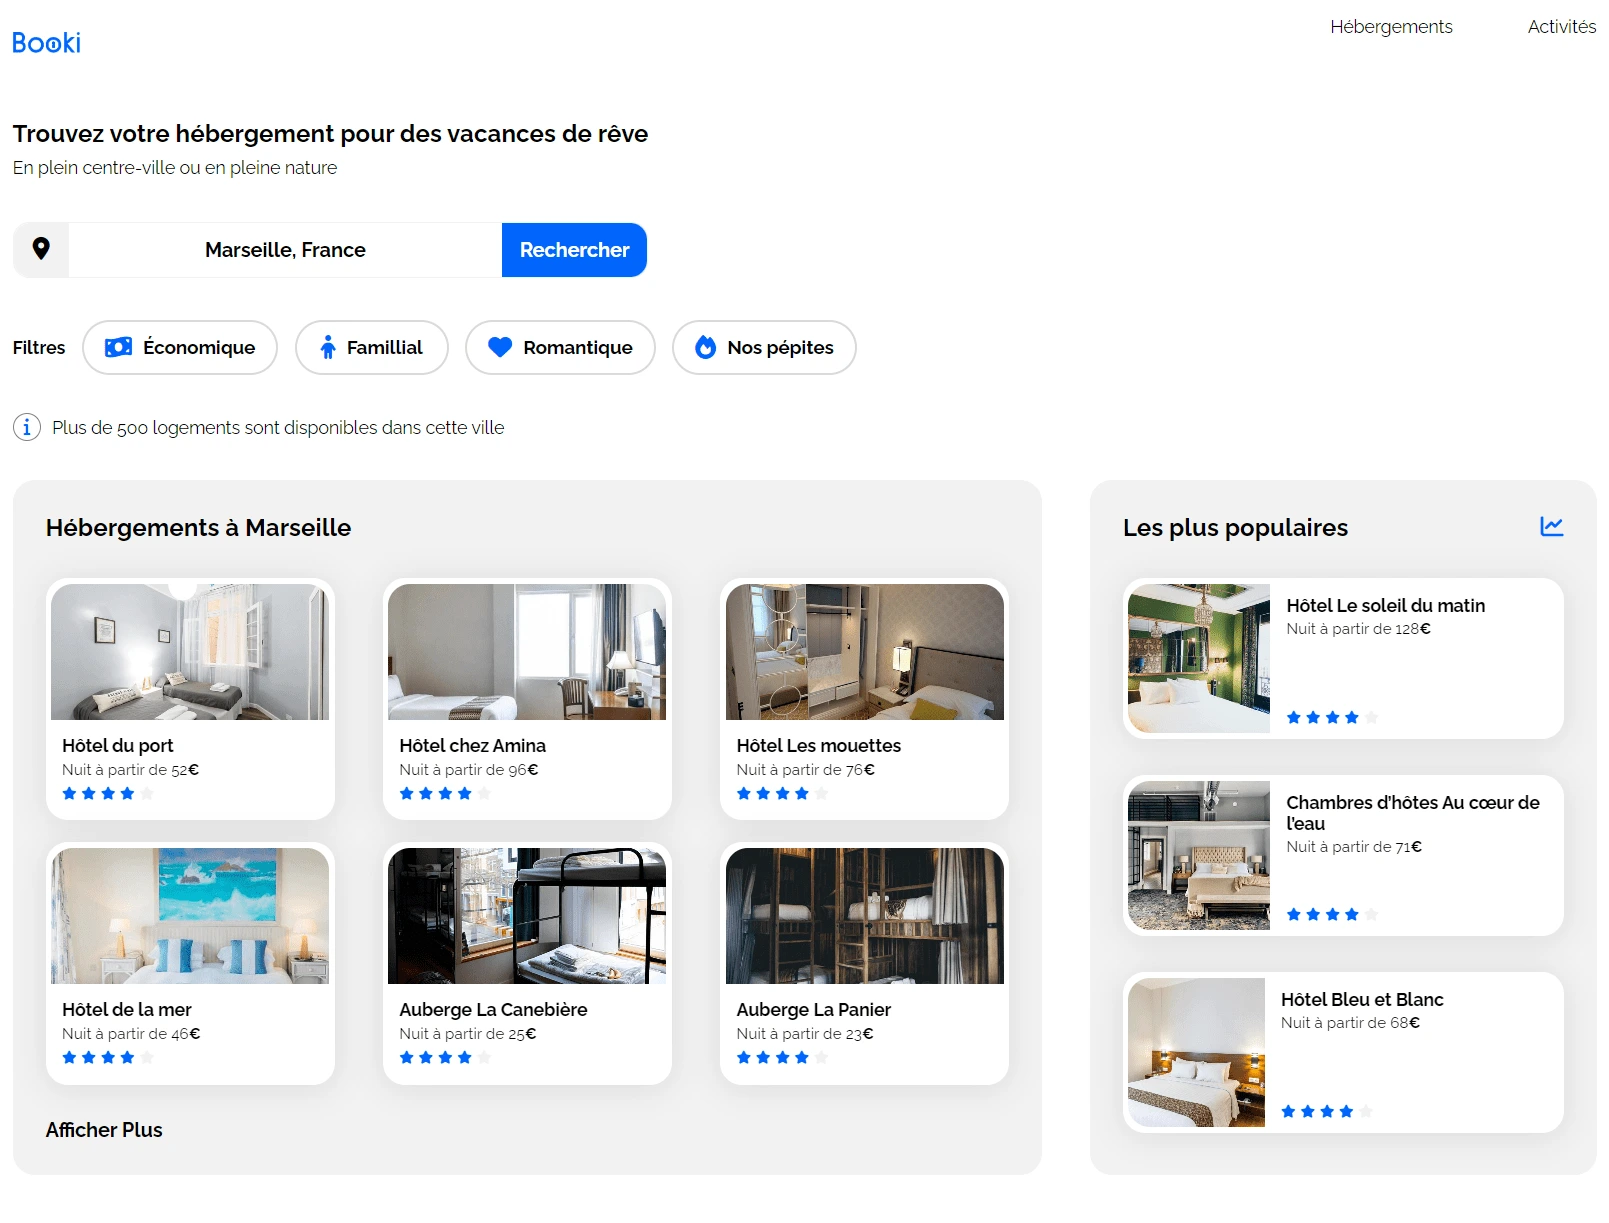 Booki
Hébergements
Activités
Trouvez votre hébergement pour des vacances de rêve
En plein centre-ville ou en pleine nature
Marseille, France
Rechercher
Filtres
Économique
Famillial
Romantique
Nos pépites
Plus de 500 logements sont disponibles dans cette ville
Hébergements à Marseille
Hôtel du port
Nuit à partir de 52€
Hôtel chez Amina
Nuit à partir de 96€
Hôtel Les mouettes
Nuit à partir de 76€
Hôtel de la mer
Nuit à partir de 46€
Auberge La Canebière
Nuit à partir de 25€
Auberge La Panier
Nuit à partir de 23€
Afficher Plus
Les plus populaires
Hôtel Le soleil du matin
Nuit à partir de 128€
Chambres d’hôtes Au cœur de
l’eau
Nuit à partir de 71€
Hôtel Bleu et Blanc
Nuit à partir de 68€